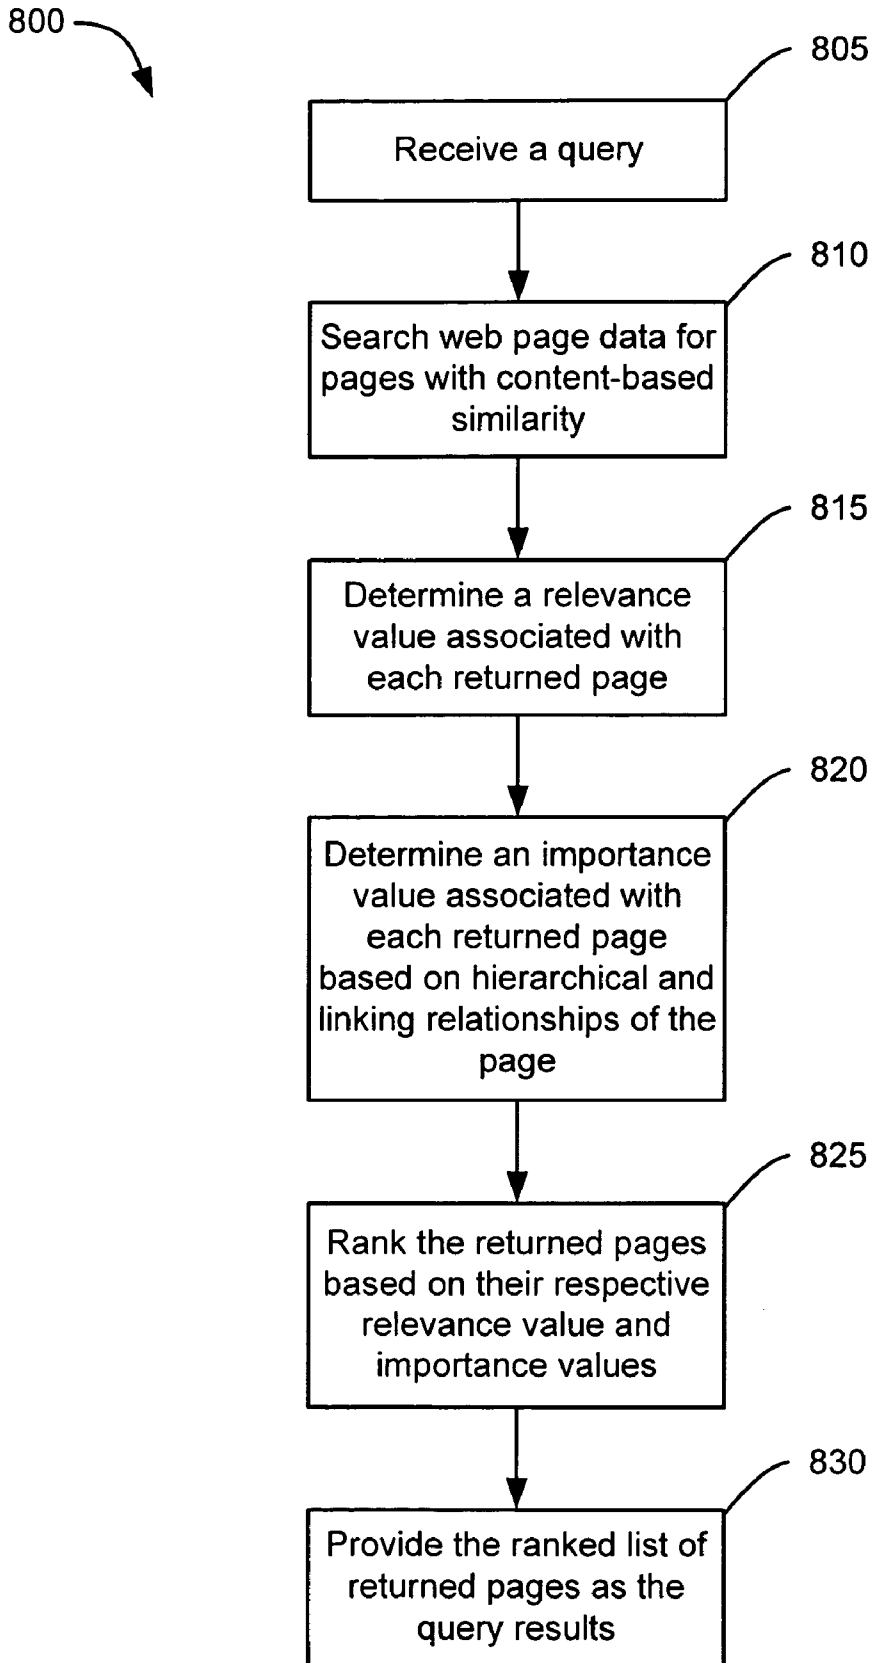 800
805
Receive a query
810
Search web page data for
pages with content-based
similarity
815
Determine a relevance
value associated with
each returned page
820
Determine an importance
value associated with
each returned page
based on hierarchical and
linking relationships of the
page
825
Rank the returned pages
based on their respective
relevance value and
importance values
830
Provide the ranked list of
returned pages as the
query results